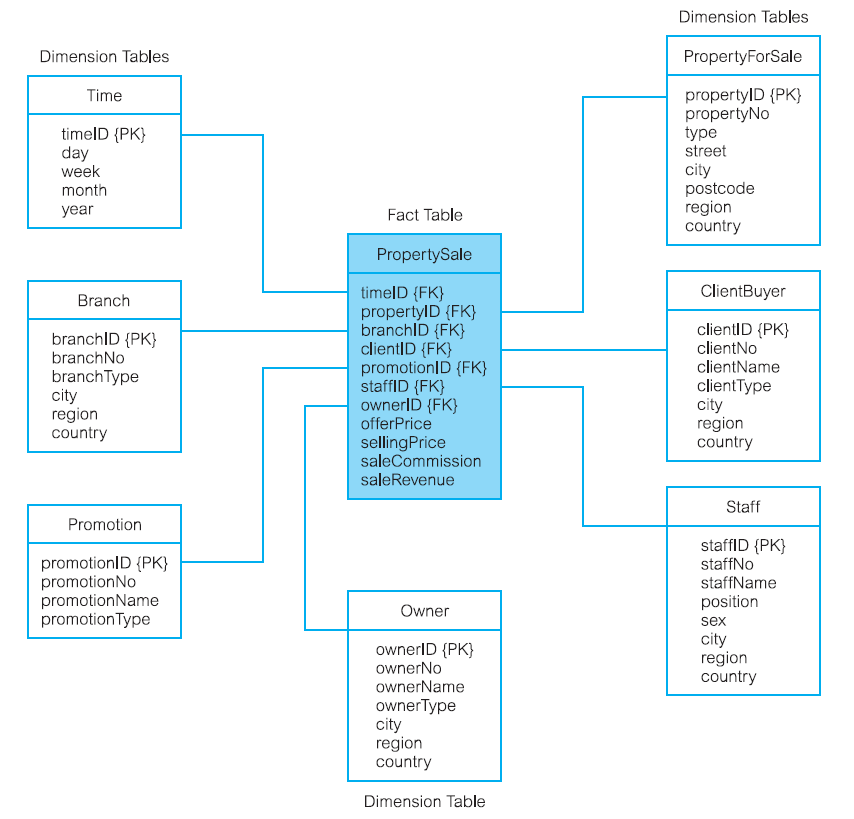 Dimension Tables
Time
timeID {PK}
day
week
month
year
Branch
branchID {PK}
branchNo
branchType
city
region
country
Promotion
promotionID {PK}
promotionNo
promotionName
promotionType
Fact Table
PropertySale
timeID {FK}
propertyID {FK}
branchID {FK}
clientID {FK}
promotionID {FK}
staffID {FK}
ownerID {FK}
offerPrice
sellingPrice
saleCommission
saleRevenue
Owner
ownerID {PK}
ownerNo
ownerName
ownerType
city
region
country
Dimension Table
Dimension Tables
PropertyForSale
propertyID {PK}
propertyNo
type
street
city
postcode
region
country
ClientBuyer
clientID {PK}
clientNo
clientName
clientType
city
region
country
Staff
staffID {PK}
staffNo
staffName
position
sex
city
region
country